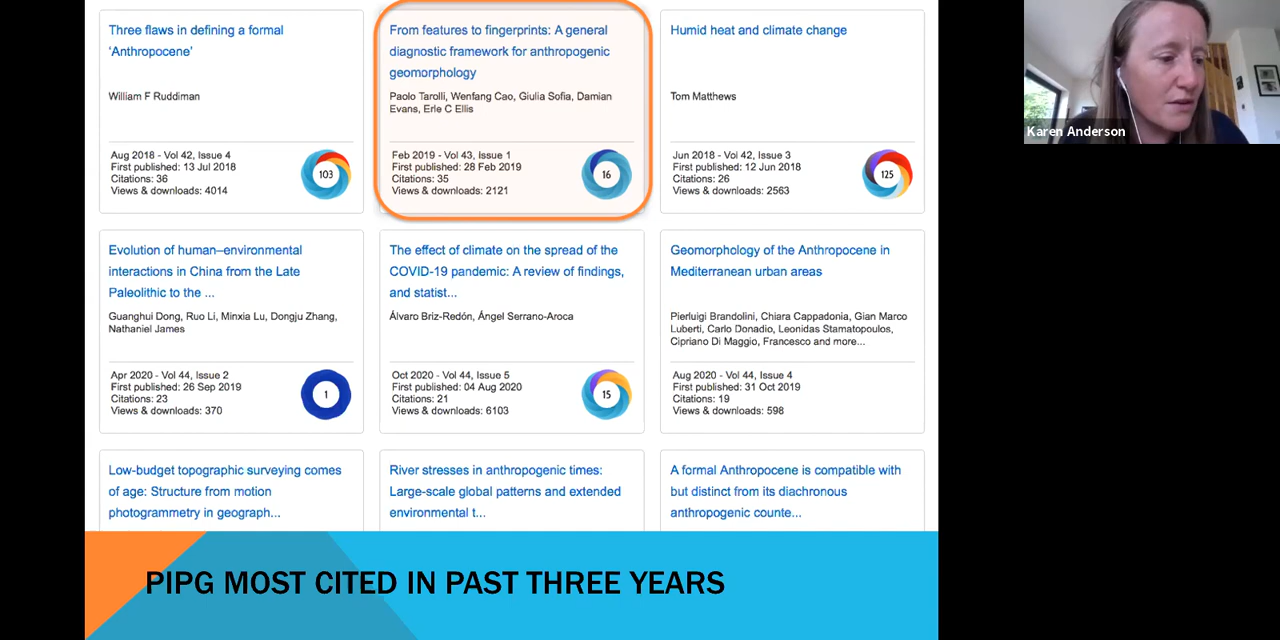 Three flaws in defining a formal
‘Anthropocene’
William F Ruddiman
Aug 2018 - Vol 42, Issue 4
First published: 13 Jul 2018
Citations: 36
Views & downloads: 4014
103
From features to fingerprints: A general
diagnostic framework for anthropogenic
geomorphology
Paolo Tarolli, Wenfang Cao, Giulia Sofia, Damian
Evans, Erle C Ellis
Feb 2019 - Vol 43, Issue 1
First published: 28 Feb 2019
Citations: 35
Views & downloads: 2121
16
Humid heat and climate change
Tom Matthews
Jun 2018 - Vol 42, Issue 3
First published: 12 Jun 2018
Citations: 26
Views & downloads: 2563
125
Evolution of human–environmental
interactions in China from the Late
Paleolithic to the ...
Guanghui Dong, Ruo Li, Minxia Lu, Dongju Zhang,
Nathaniel James
Apr 2020 - Vol 44, Issue 2
First published: 26 Sep 2019
Citations: 23
Views & downloads: 370
1
The effect of climate on the spread of the
COVID-19 pandemic: A review of findings,
and statist...
Álvaro Briz-Redón, Ángel Serrano-Aroca
Oct 2020 - Vol 44, Issue 5
First published: 04 Aug 2020
Citations: 21
Views & downloads: 6103
15
Geomorphology of the Anthropocene in
Mediterranean urban areas
Pierluigi Brandolini, Chiara Cappadonia, Gian Marco
Luberti, Carlo Donadio, Leonidas Stamatopoulos,
Cipriano Di Maggio, Francesco and more...
Aug 2020 - Vol 44, Issue 4
First published: 31 Oct 2019
Citations: 19
Views & downloads: 598
Low-budget topographic surveying comes
of age: Structure from motion
photogrammetry in geograph...
River stresses in anthropogenic times:
Large-scale global patterns and extended
environmental t...
A formal Anthropocene is compatible with
but distinct from its diachronous
anthropogenic counte...
PIPG MOST CITED IN PAST THREE YEARS
Karen Anderson